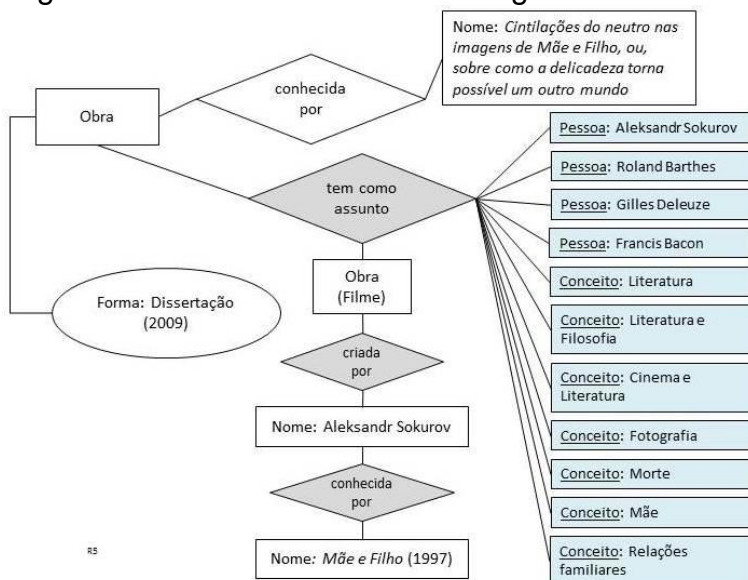 Nome: Cintilações do neutro nas
imagens de Mãe e Filho, ou,
sobre como a delicadeza torna
possível um outro mundo
conhecida
por
Obra
Pessoa: Aleksandr Sokurov
Pessoa: Roland Barthes
tem como
assunto
Pessoa: Gilles Deleuze
Pessoa: Francis Bacon
Obra
(Filme)
Conceito: Literatura
Forma: Dissertação
(2009)
Conceito: Literatura e
Filosofia
criada
por
Conceito: Cinema e
Literatura
Nome: Aleksandr Sokurov
Conceito: Fotografia
Conceito: Morte
conhecida
por
Conceito: Mãe
Nome: Mãe e Filho (1997)
Conceito: Relações
familiares
R5